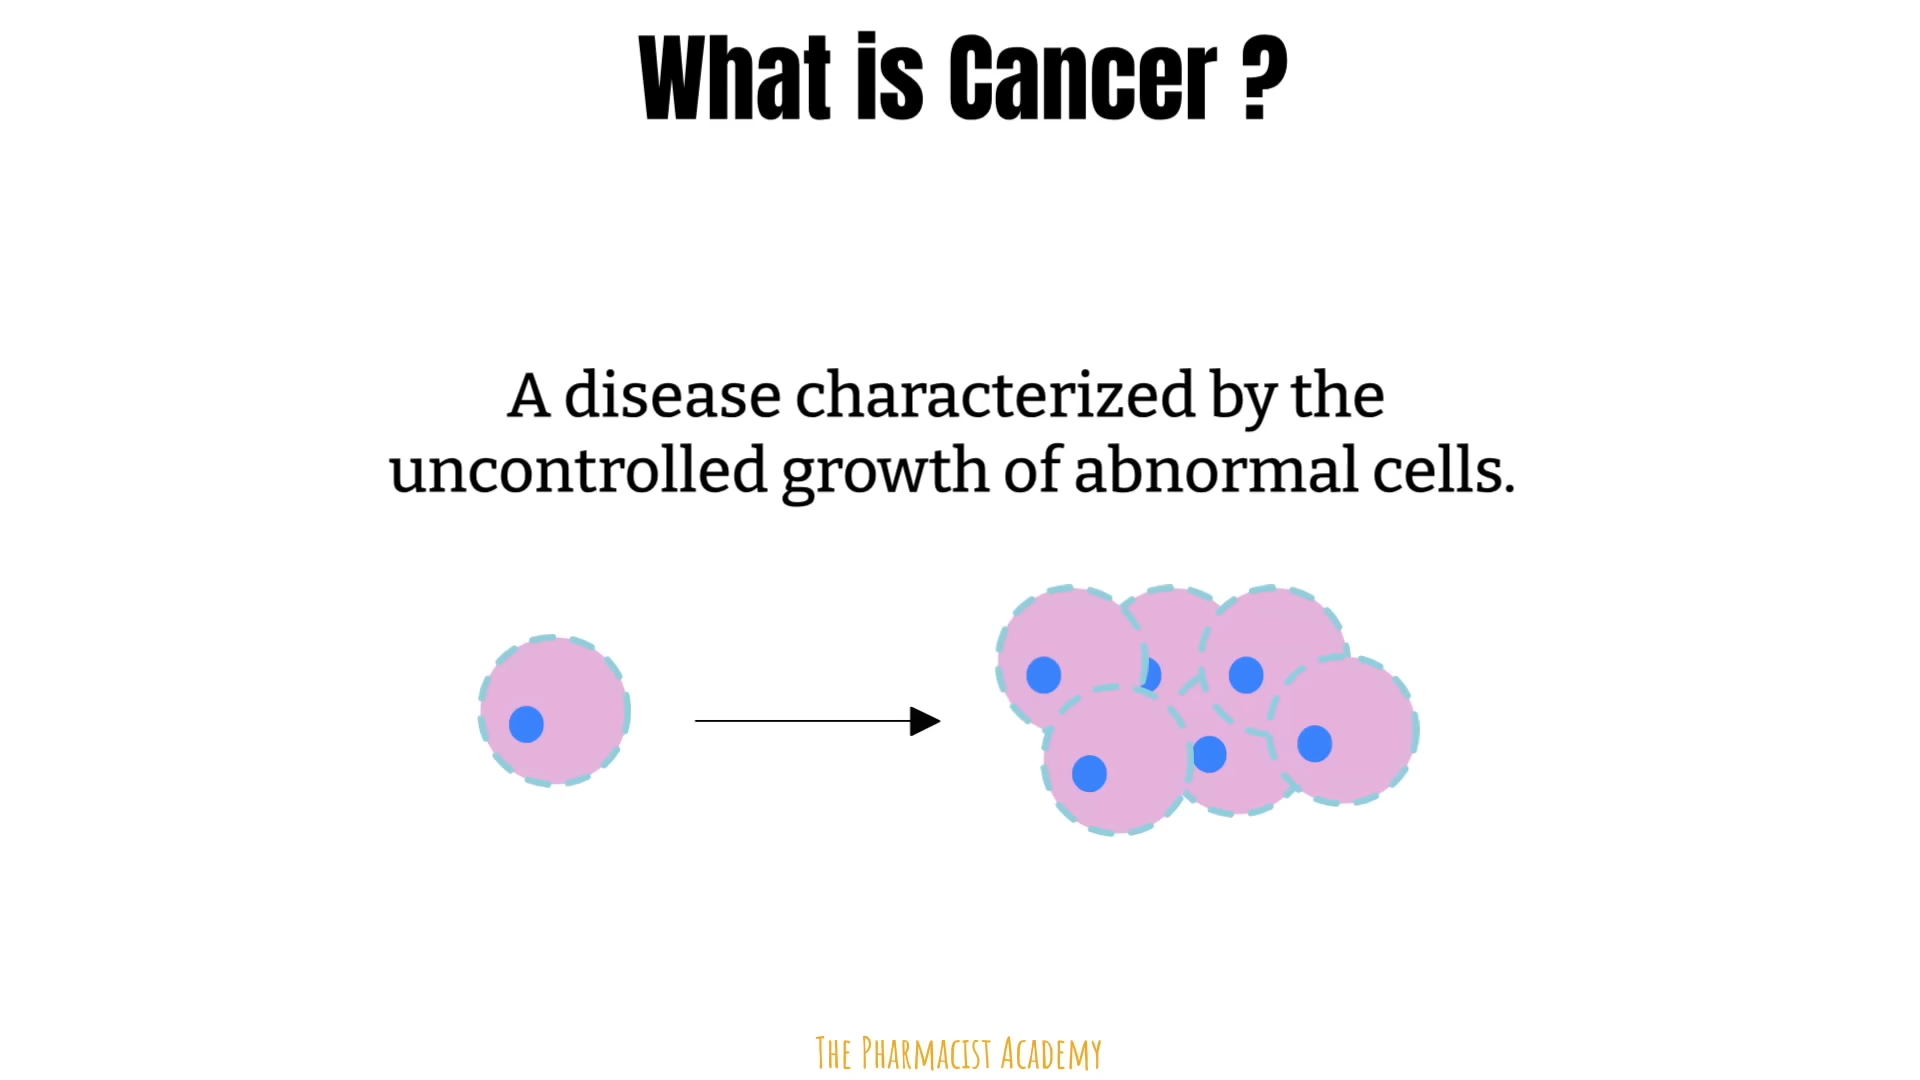 What is Cancer ?
A disease characterized by the
uncontrolled growth of abnormal cells.
The Pharmacist Academy